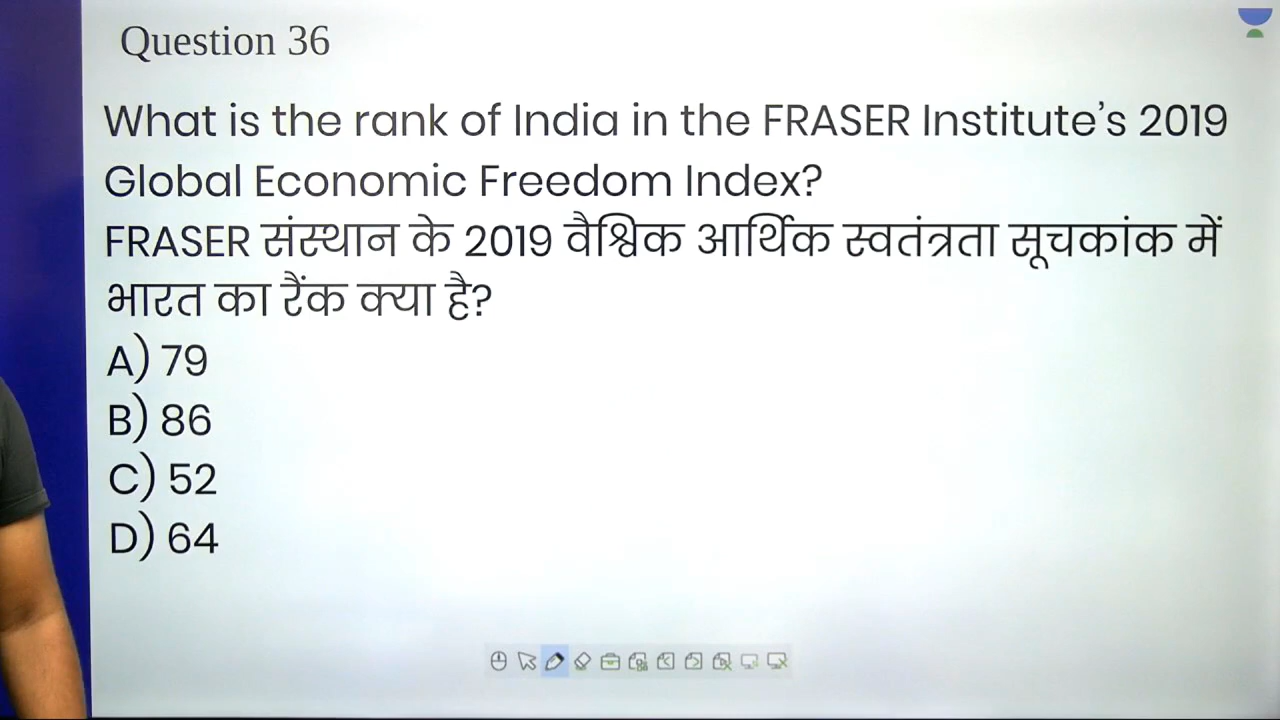 Question 36
What is the rank of India in the FRASER Institute’s 2019
Global Economic Freedom Index?
FRASER संस्थान के 2019 वैश्विक आर्थिक स्वतंत्रता सूचकांक में
भारत का रैंक क्या है?
A) 79
B) 86
C) 52
D) 64